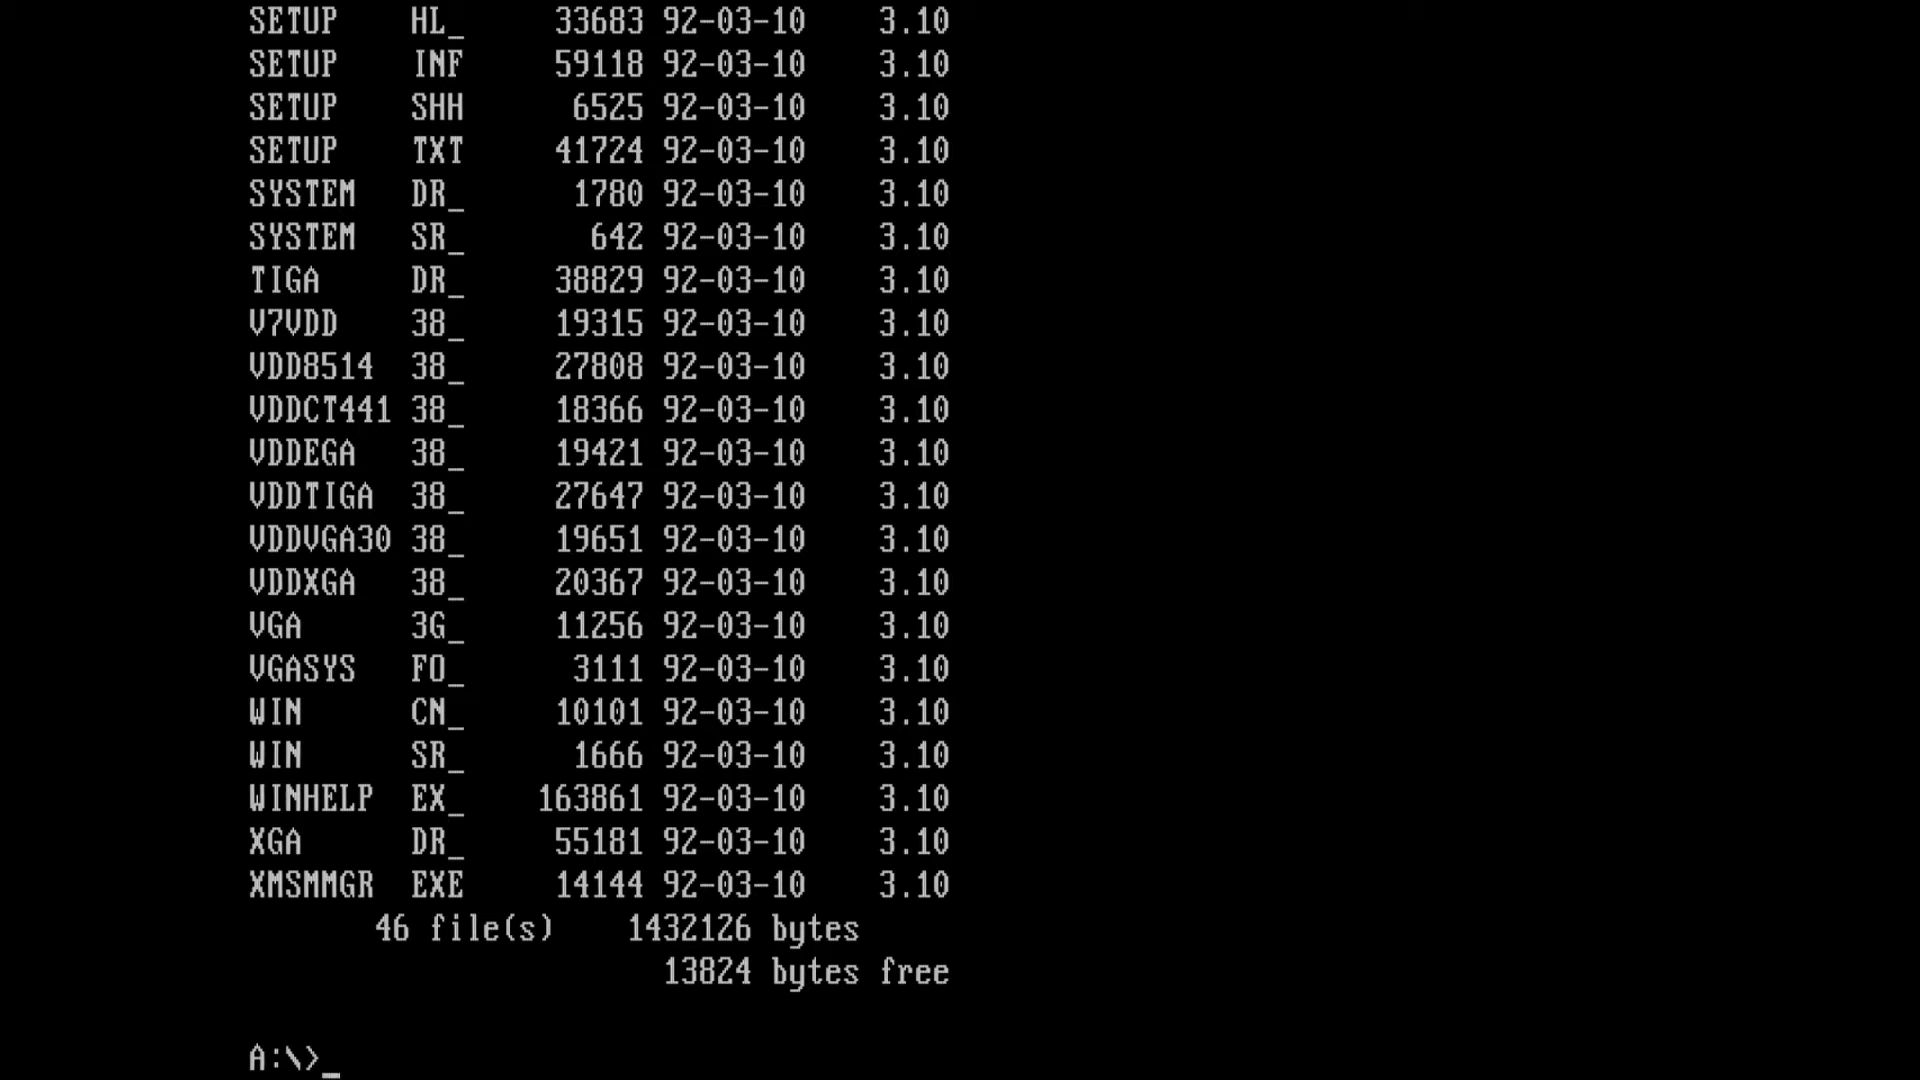 SETUP    HL_     33683 92-03-10    3.10
SETUP    INF     59118 92-03-10    3.10
SETUP    SHH      6525 92-03-10    3.10
SETUP    TXT     41724 92-03-10    3.10
SYSTEM   DR_      1780 92-03-10    3.10
SYSTEM   SR_       642 92-03-10    3.10
TIGA     DR_     38829 92-03-10    3.10
V7VDD    38_     19315 92-03-10    3.10
VDD8514  38_     27808 92-03-10    3.10
VDDCT441 38_     18366 92-03-10    3.10
VDDEGA   38_     19421 92-03-10    3.10
VDDTIGA  38_     27647 92-03-10    3.10
VDDVGA30 38_     19651 92-03-10    3.10
VDDXGA   38_     20367 92-03-10    3.10
VGA      3G_     11256 92-03-10    3.10
VGASYS   FO_      3111 92-03-10    3.10
WIN      CN_     10101 92-03-10    3.10
WIN      SR_      1666 92-03-10    3.10
WINHELP  EX_    163861 92-03-10    3.10
XGA      DR_     55181 92-03-10    3.10
XMSMMGR  EXE     14144 92-03-10    3.10
       46 file(s)    1432126 bytes
                       13824 bytes free
A:\>_